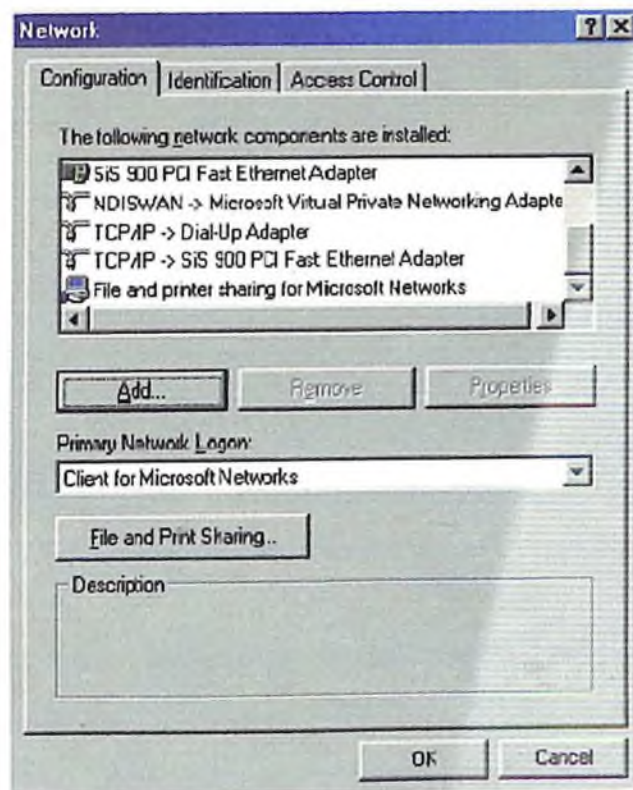 Network
Configuration Identification Access Control
The following network components are installed:
SiS 900 PCI Fast Ethernet Adapter
NDISWAN -> Microsoft Virtual Private Networking Adapte
TCP/IP -> Dial-Up Adapter
TCP/IP -> SiS 900 PCI Fast Ethernet Adapter
File and printer sharing for Microsoft Networks
Add... Remove Properties
Primary Network Logon:
Client for Microsoft Networks
File and Print Sharing...
Description
OK Cancel